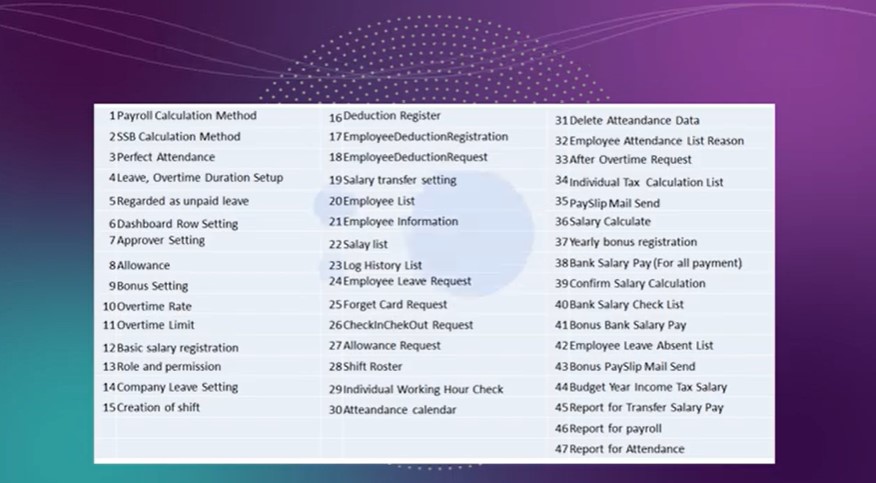 1 Payroll Calculation Method
2 SSB Calculation Method
3 Perfect Attendance
4 Leave, Overtime Duration Setup
5 Regarded as unpaid leave
6 Dashboard Row Setting
7 Approver Setting
8 Allowance
9 Bonus Setting
10 Overtime Rate
11 Overtime Limit
12 Basic salary registration
13 Role and permission
14 Company Leave Setting
15 Creation of shift
16 Deduction Register
17 EmployeeDeductionRegistration
18 EmployeeDeductionRequest
19 Salary transfer setting
20 Employee List
21 Employee Information
22 Salay list
23 Log History List
24 Employee Leave Request
25 Forget Card Request
26 CheckInChekOut Request
27 Allowance Request
28 Shift Roster
29 Individual Working Hour Check
30 Atteandance calendar
31 Delete Atteandance Data
32 Employee Attendance List Reason
33 After Overtime Request
34 Individual Tax Calculation List
35 PaySlip Mail Send
36 Salary Calculate
37 Yearly bonus registration
38 Bank Salary Pay (For all payment)
39 Confirm Salary Calculation
40 Bank Salary Check List
41 Bonus Bank Salary Pay
42 Employee Leave Absent List
43 Bonus PaySlip Mail Send
44 Budget Year Income Tax Salary
45 Report for Transfer Salary Pay
46 Report for payroll
47 Report for Attendance